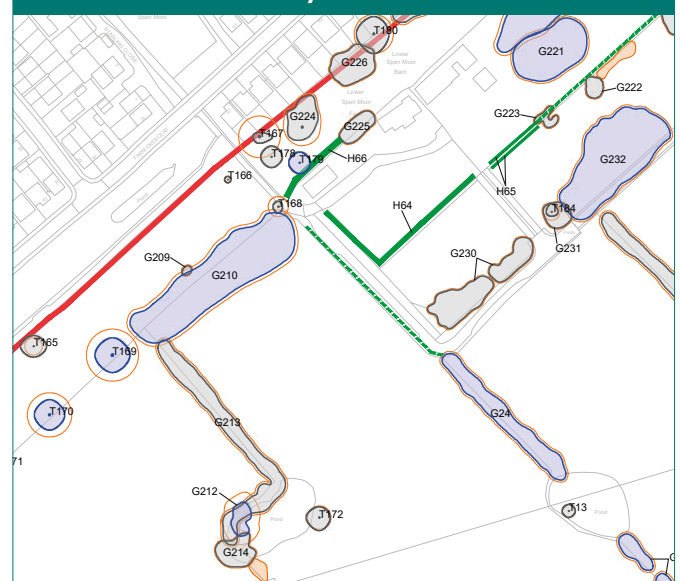 T180
G226
Lower
Span Moor
Barn
G221
G222
Lower
Span Moor
G224
G223
G225
T167
T178
T179
H66
G232
T166
H65
T168
H64
T184
G231
G209
G210
G230
T165
T169
T170
G213
G24
71
G212
Pond
T172
T13
Pond
G214
G